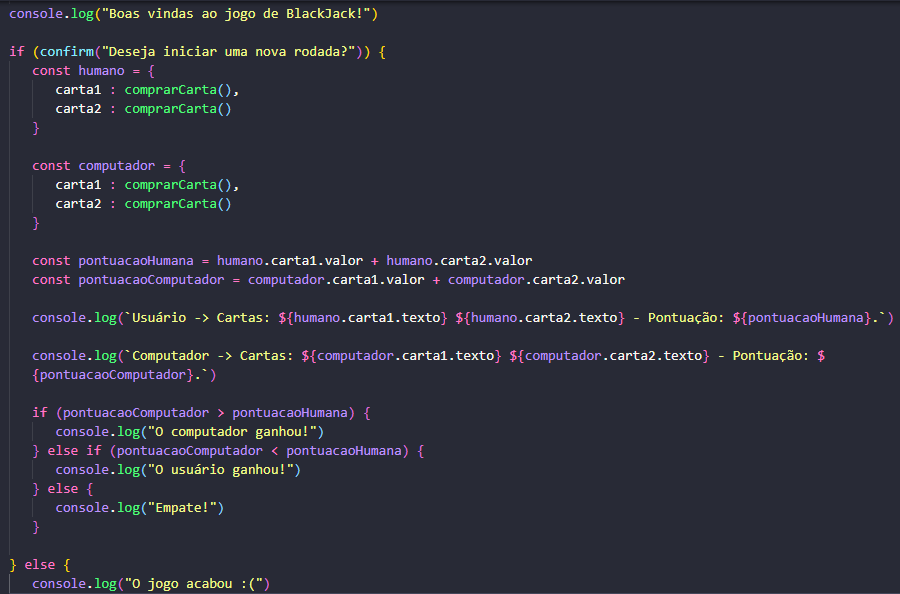 console.log("Boas vindas ao jogo de BlackJack!")
if (confirm("Deseja iniciar uma nova rodada?")) {
const humano = {
carta1 : comprarCarta(),
carta2 : comprarCarta()
}
const computador = {
carta1 : comprarCarta(),
carta2 : comprarCarta()
}
const pontuacaoHumana = humano.carta1.valor + humano.carta2.valor
const pontuacaoComputador = computador.carta1.valor + computador.carta2.valor
console.log(`Usuário -> Cartas: ${humano.carta1.texto} ${humano.carta2.texto} - Pontuação: ${pontuacaoHumana}.`)
console.log(`Computador -> Cartas: ${computador.carta1.texto} ${computador.carta2.texto} - Pontuação: $
{pontuacaoComputador}.`)
if (pontuacaoComputador > pontuacaoHumana) {
console.log("O computador ganhou!")
} else if (pontuacaoComputador < pontuacaoHumana) {
console.log("O usuário ganhou!")
} else {
console.log("Empate!")
}
} else {
console.log("O jogo acabou :(")